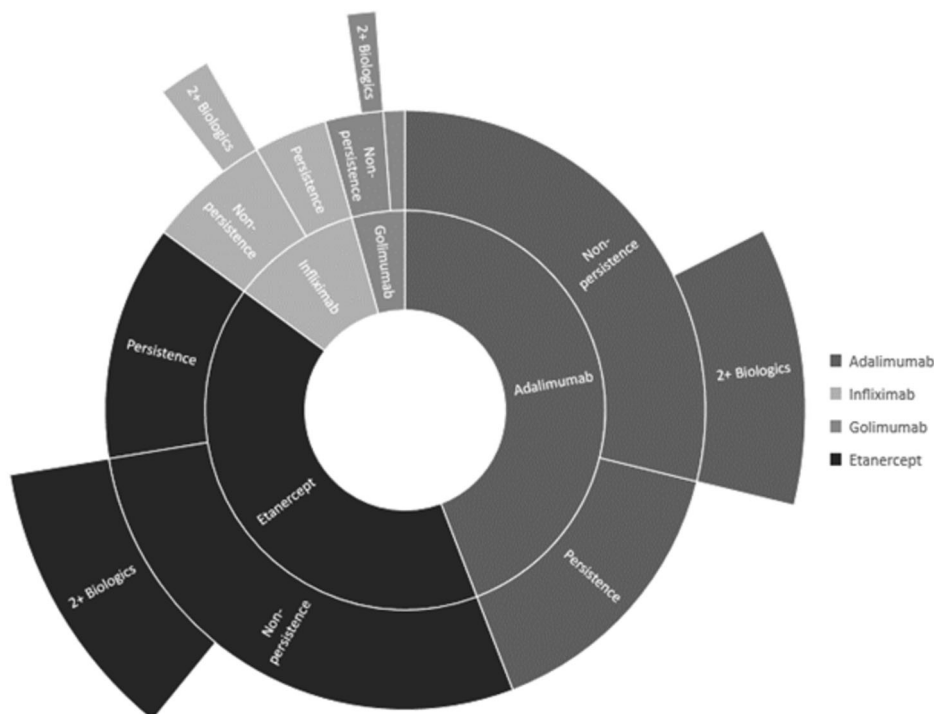 2+ Biologics
2+ Biologics
Persistence
Non-
persistence
Non-
persistence
Golimumab
Infliximab
Non-
persistence
Adalimumab
2+ Biologics
Persistence
Persistence
Etanercept
2+ Biologics
Non-
persistence
Adalimumab
Infliximab
Golimumab
Etanercept